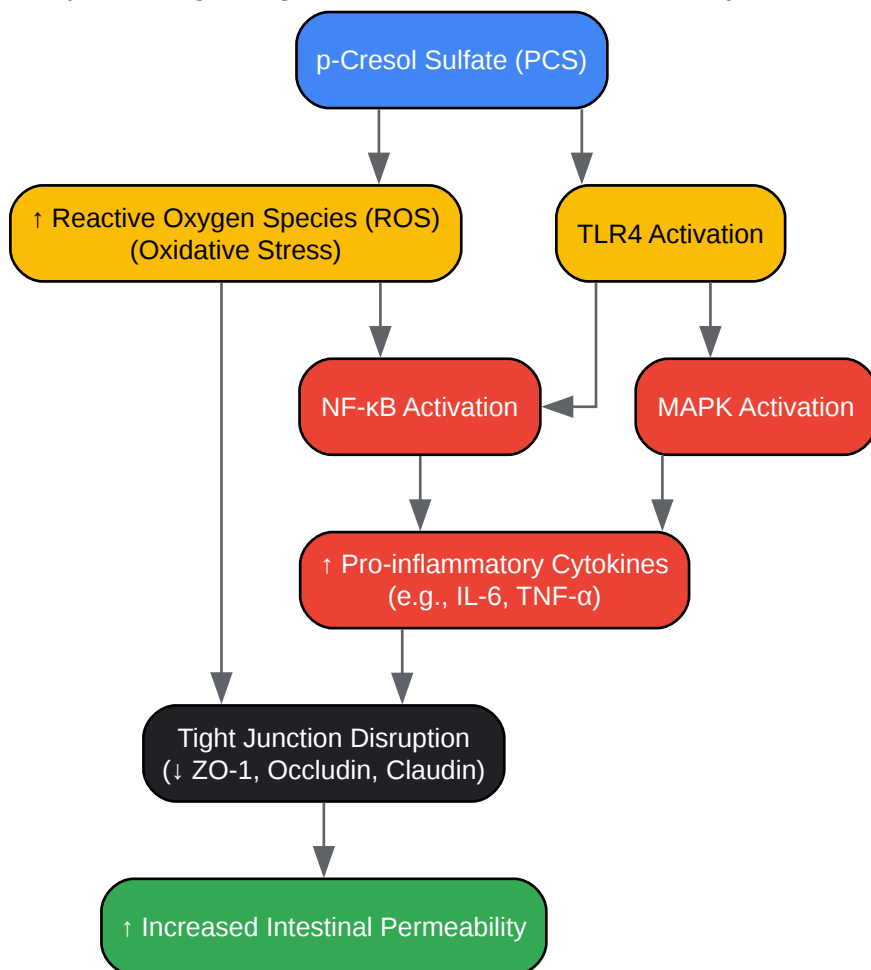 p-Cresol Sulfate (PCS)
↑ Reactive Oxygen Species (ROS)
(Oxidative Stress)
TLR4 Activation
NF-κB Activation
MAPK Activation
↑ Pro-inflammatory Cytokines
(e.g., IL-6, TNF-α)
Tight Junction Disruption
(↓ ZO-1, Occludin, Claudin)
↑ Increased Intestinal Permeability